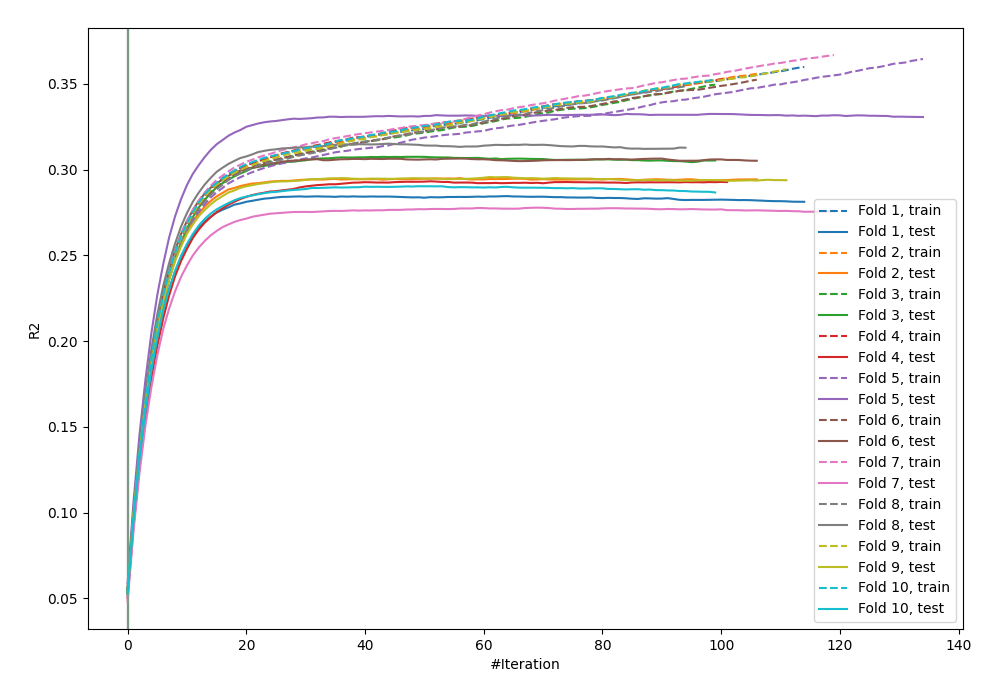 0.35
0.30
0.25
0.20
0.15
0.10
0.05
R2
0 20 40 60 80 100 120 140
#Iteration
Fold 1, train
Fold 1, test
Fold 2, train
Fold 2, test
Fold 3, train
Fold 3, test
Fold 4, train
Fold 4, test
Fold 5, train
Fold 5, test
Fold 6, train
Fold 6, test
Fold 7, train
Fold 7, test
Fold 8, train
Fold 8, test
Fold 9, train
Fold 9, test
Fold 10, train
Fold 10, test